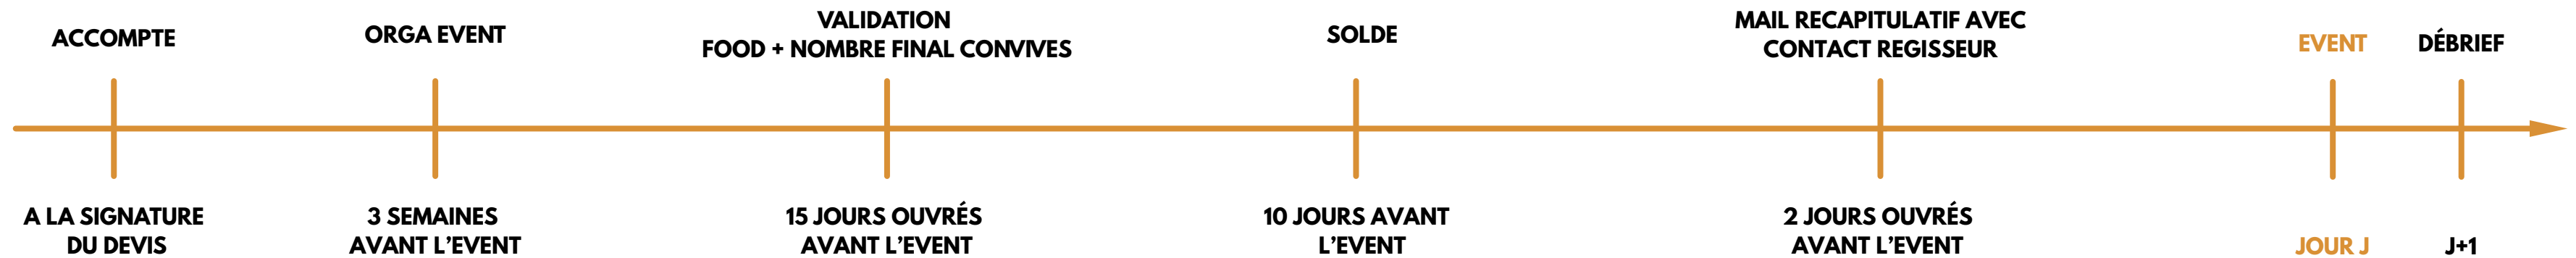 ACCOMPTE
ORGA EVENT
VALIDATION
FOOD + NOMBRE FINAL CONVIVES
SOLDE
MAIL RECAPITULATIF AVEC
CONTACT REGISSEUR
EVENT
DÉBRIEF
A LA SIGNATURE
DU DEVIS
3 SEMAINES
AVANT L’EVENT
15 JOURS OUVRÉS
AVANT L’EVENT
10 JOURS AVANT
L’EVENT
2 JOURS OUVRÉS
AVANT L’EVENT
JOUR J
J+1